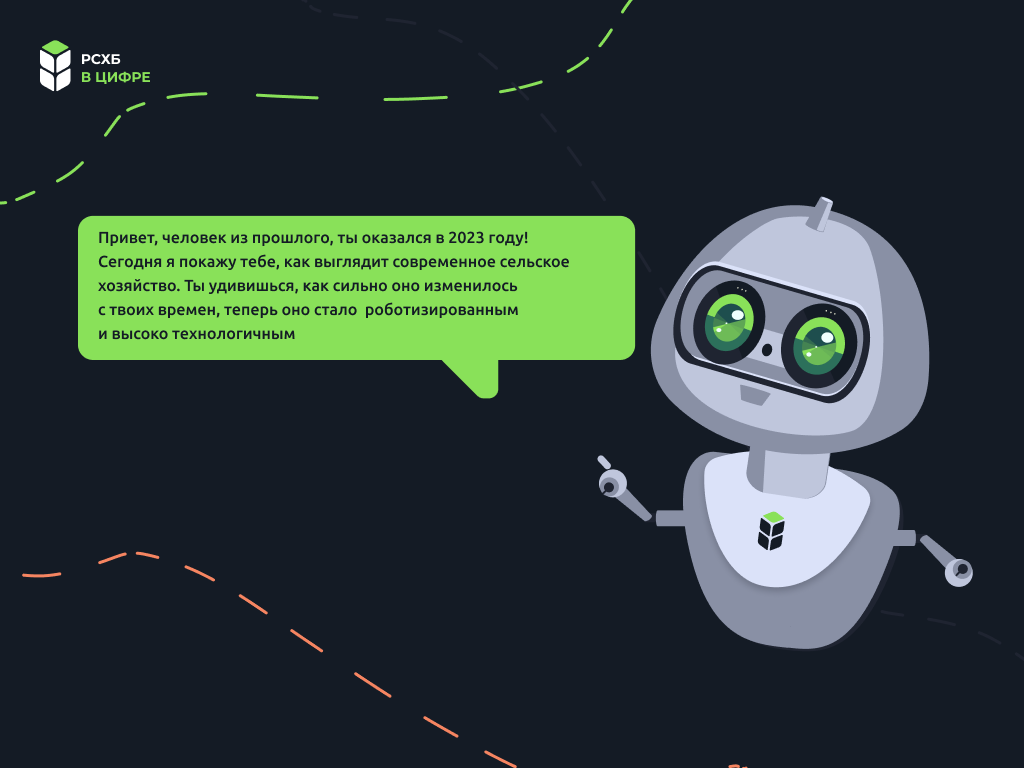 РСХБ
В ЦИФРЕ
Привет, человек из прошлого, ты оказался в 2023 году!
Сегодня я покажу тебе, как выглядит современное сельское
хозяйство. Ты удивишься, как сильно оно изменилось
с твоих времен, теперь оно стало  роботизированным
и высоко технологичным